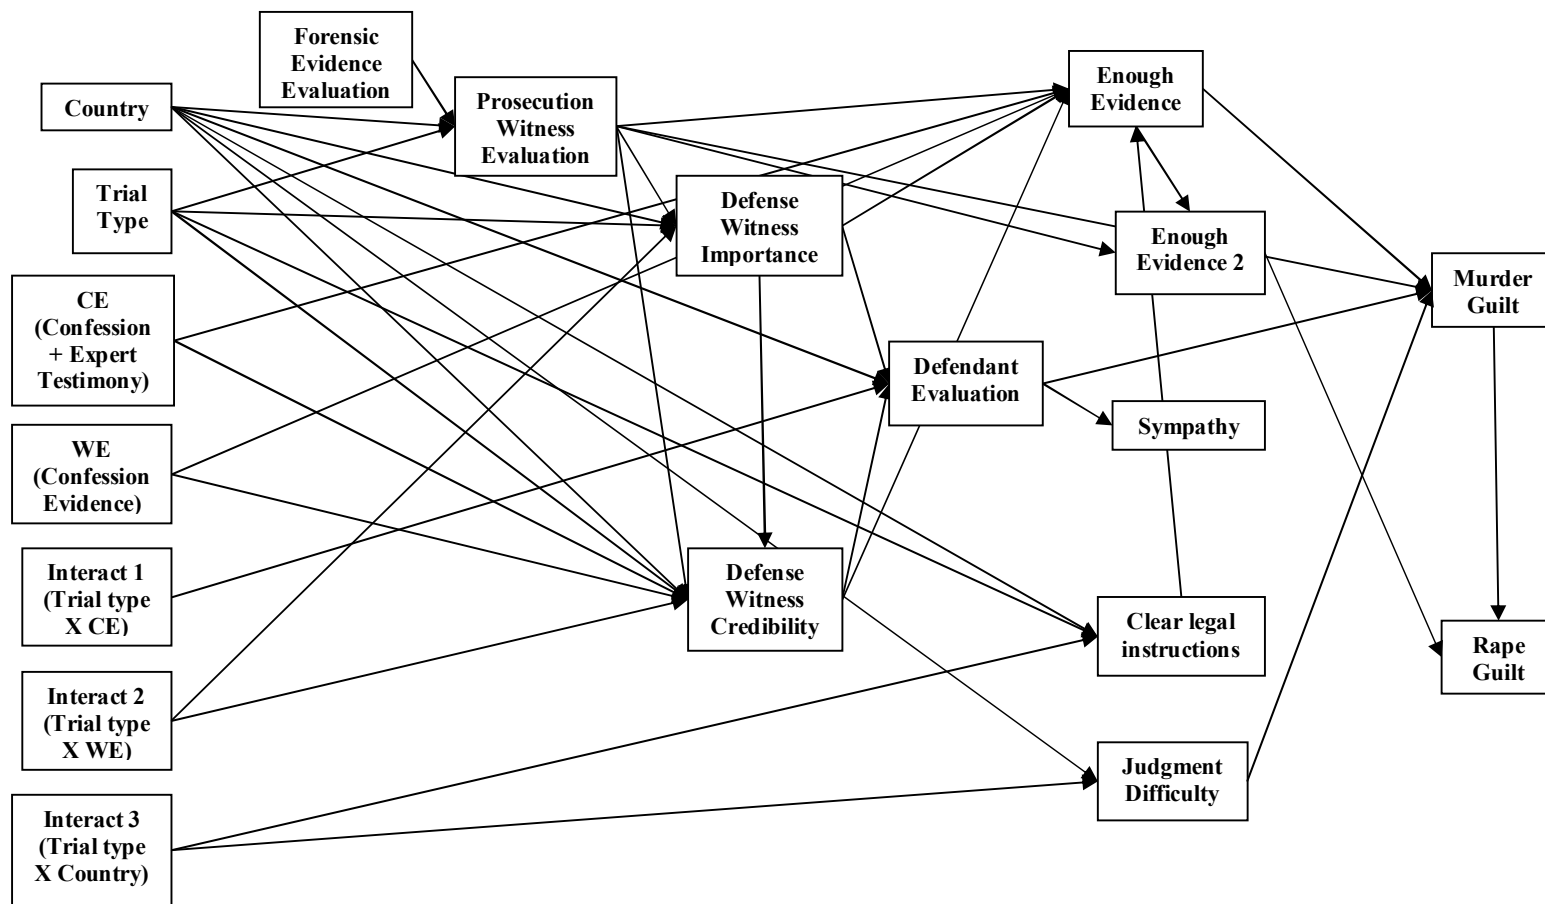 Forensic
Evidence
Evaluation
Country
Prosecution
Witness
Evaluation
Enough
Evidence
Trial
Type
Defense
Witness
Importance
Enough
Evidence 2
Murder
Guilt
CE
(Confession
+ Expert
Testimony)
Defendant
Evaluation
Sympathy
WE
(Confession
Evidence)
Interact 1
(Trial type
X CE)
Defense
Witness
Credibility
Clear legal
instructions
Rape
Guilt
Interact 2
(Trial type
X WE)
Judgment
Difficulty
Interact 3
(Trial type
X Country)